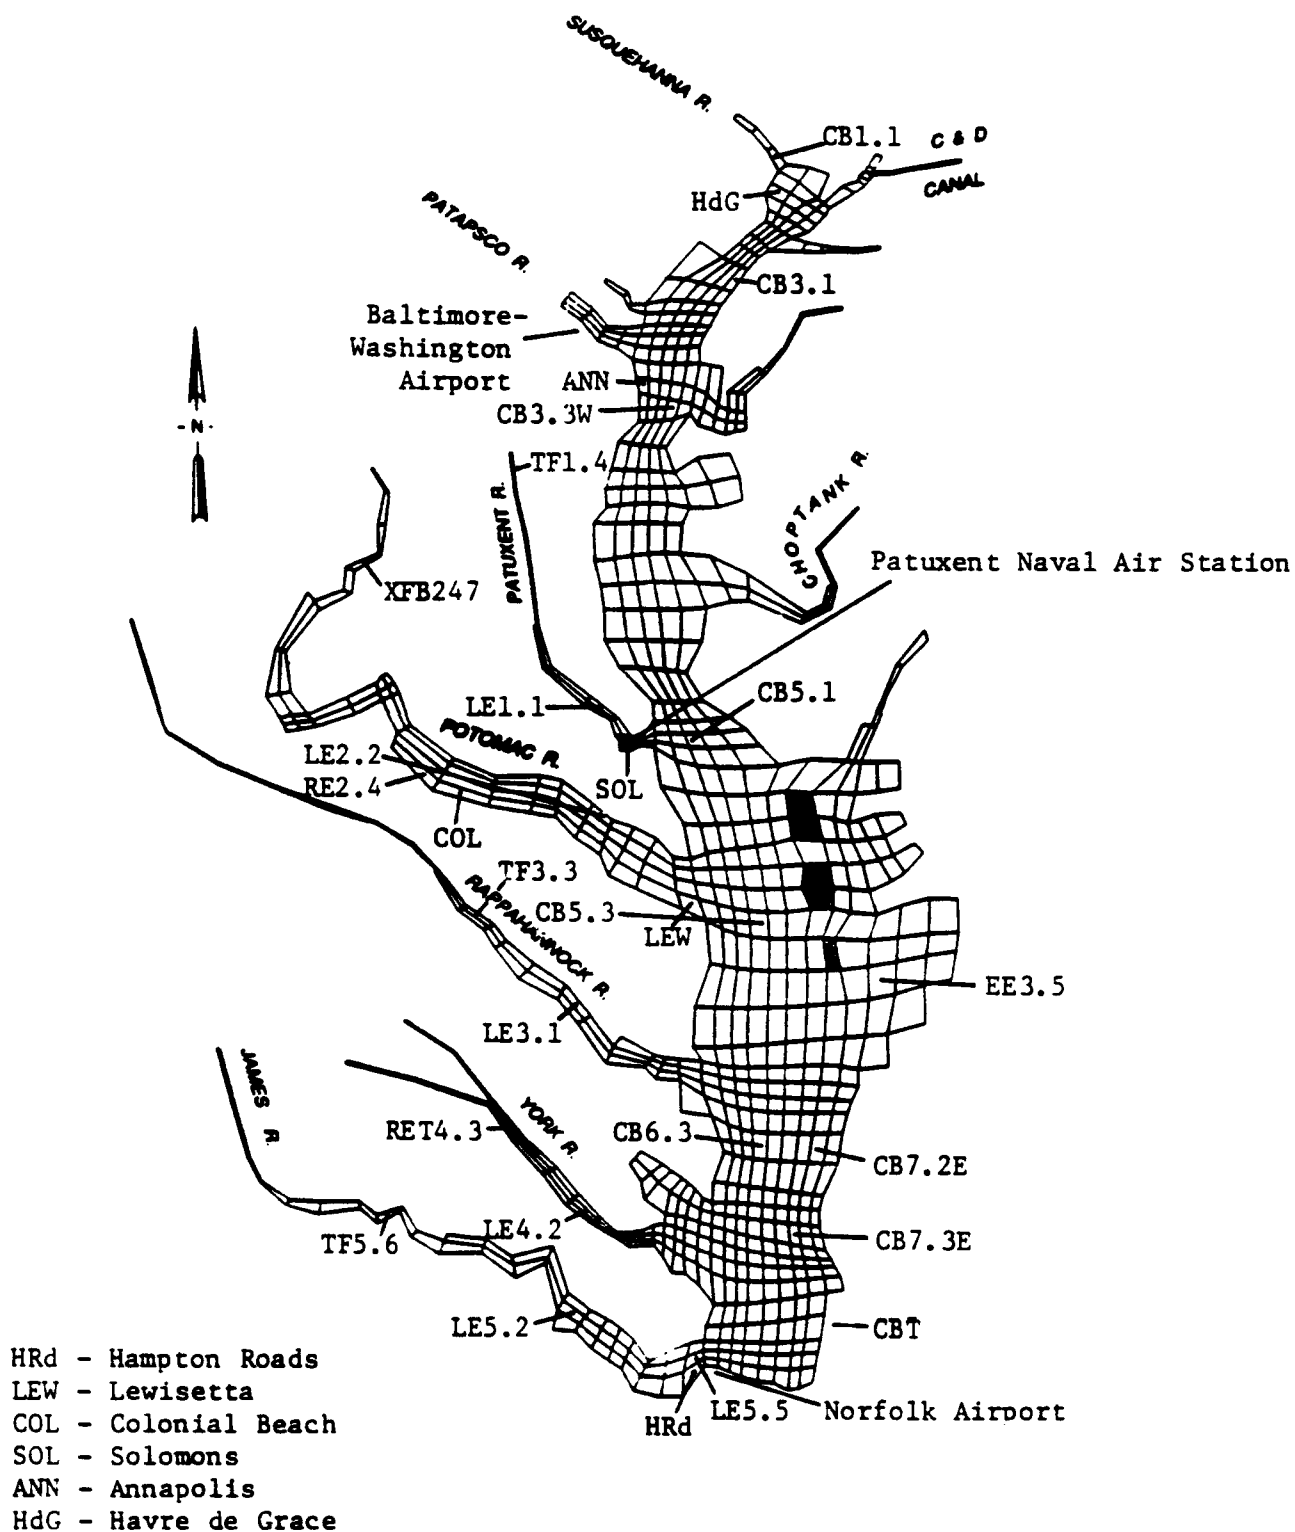 SUSQUEHANNA R.
CB1.1
C & D
CANAL
HdG
PATAPSCO R.
CB3.1
Baltimore-
Washington
Airport
ANN
CB3.3W
- N -
TF1.4
PATUXENT R.
CHOPTANK R.
Patuxent Naval Air Station
XFB247
CB5.1
LE1.1
POTOMAC R.
LE2.2
RE2.4
SOL
COL
TF3.3
RAPPAHANNOCK R.
CB5.3
LEW
EE3.5
LE3.1
JAMES R.
YORK R.
RET4.3
CB6.3
CB7.2E
LE4.2
TF5.6
CB7.3E
LE5.2
CBT
LE5.5
Norfolk Airport
HRd
HRd - Hampton Roads
LEW - Lewisetta
COL - Colonial Beach
SOL - Solomons
ANN - Annapolis
HdG - Havre de Grace